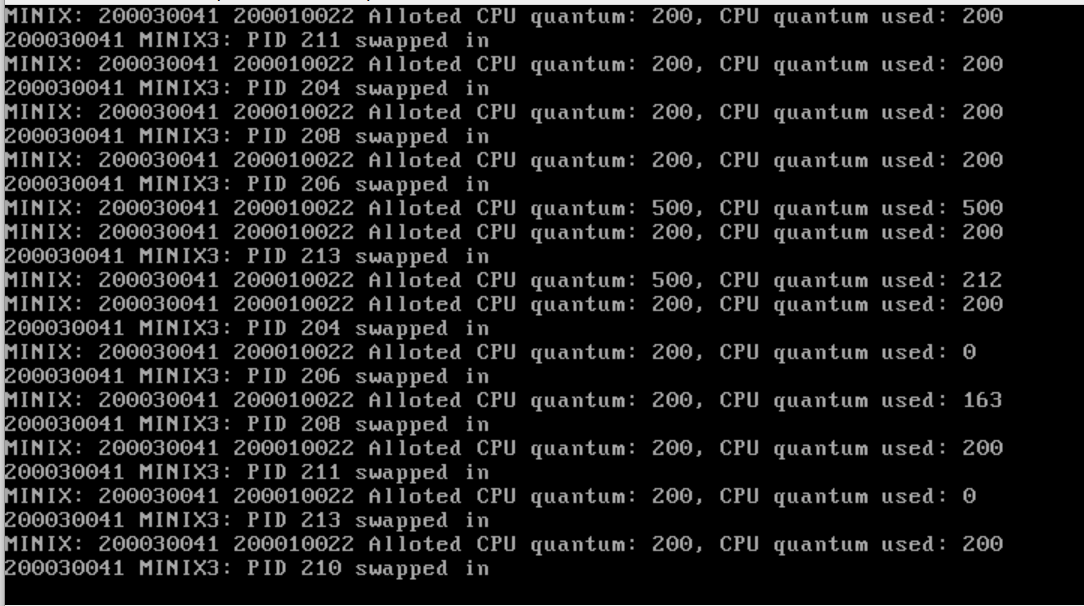 MINIX: 200030041 200010022 Alloted CPU quantum: 200, CPU quantum used: 200
200030041 MINIX3: PID 211 swapped in
MINIX: 200030041 200010022 Alloted CPU quantum: 200, CPU quantum used: 200
200030041 MINIX3: PID 204 swapped in
MINIX: 200030041 200010022 Alloted CPU quantum: 200, CPU quantum used: 200
200030041 MINIX3: PID 208 swapped in
MINIX: 200030041 200010022 Alloted CPU quantum: 200, CPU quantum used: 200
200030041 MINIX3: PID 206 swapped in
MINIX: 200030041 200010022 Alloted CPU quantum: 500, CPU quantum used: 500
MINIX: 200030041 200010022 Alloted CPU quantum: 200, CPU quantum used: 200
200030041 MINIX3: PID 213 swapped in
MINIX: 200030041 200010022 Alloted CPU quantum: 500, CPU quantum used: 212
MINIX: 200030041 200010022 Alloted CPU quantum: 200, CPU quantum used: 200
200030041 MINIX3: PID 204 swapped in
MINIX: 200030041 200010022 Alloted CPU quantum: 200, CPU quantum used: 0
200030041 MINIX3: PID 206 swapped in
MINIX: 200030041 200010022 Alloted CPU quantum: 200, CPU quantum used: 163
200030041 MINIX3: PID 208 swapped in
MINIX: 200030041 200010022 Alloted CPU quantum: 200, CPU quantum used: 200
200030041 MINIX3: PID 211 swapped in
MINIX: 200030041 200010022 Alloted CPU quantum: 200, CPU quantum used: 0
200030041 MINIX3: PID 213 swapped in
MINIX: 200030041 200010022 Alloted CPU quantum: 200, CPU quantum used: 200
200030041 MINIX3: PID 210 swapped in